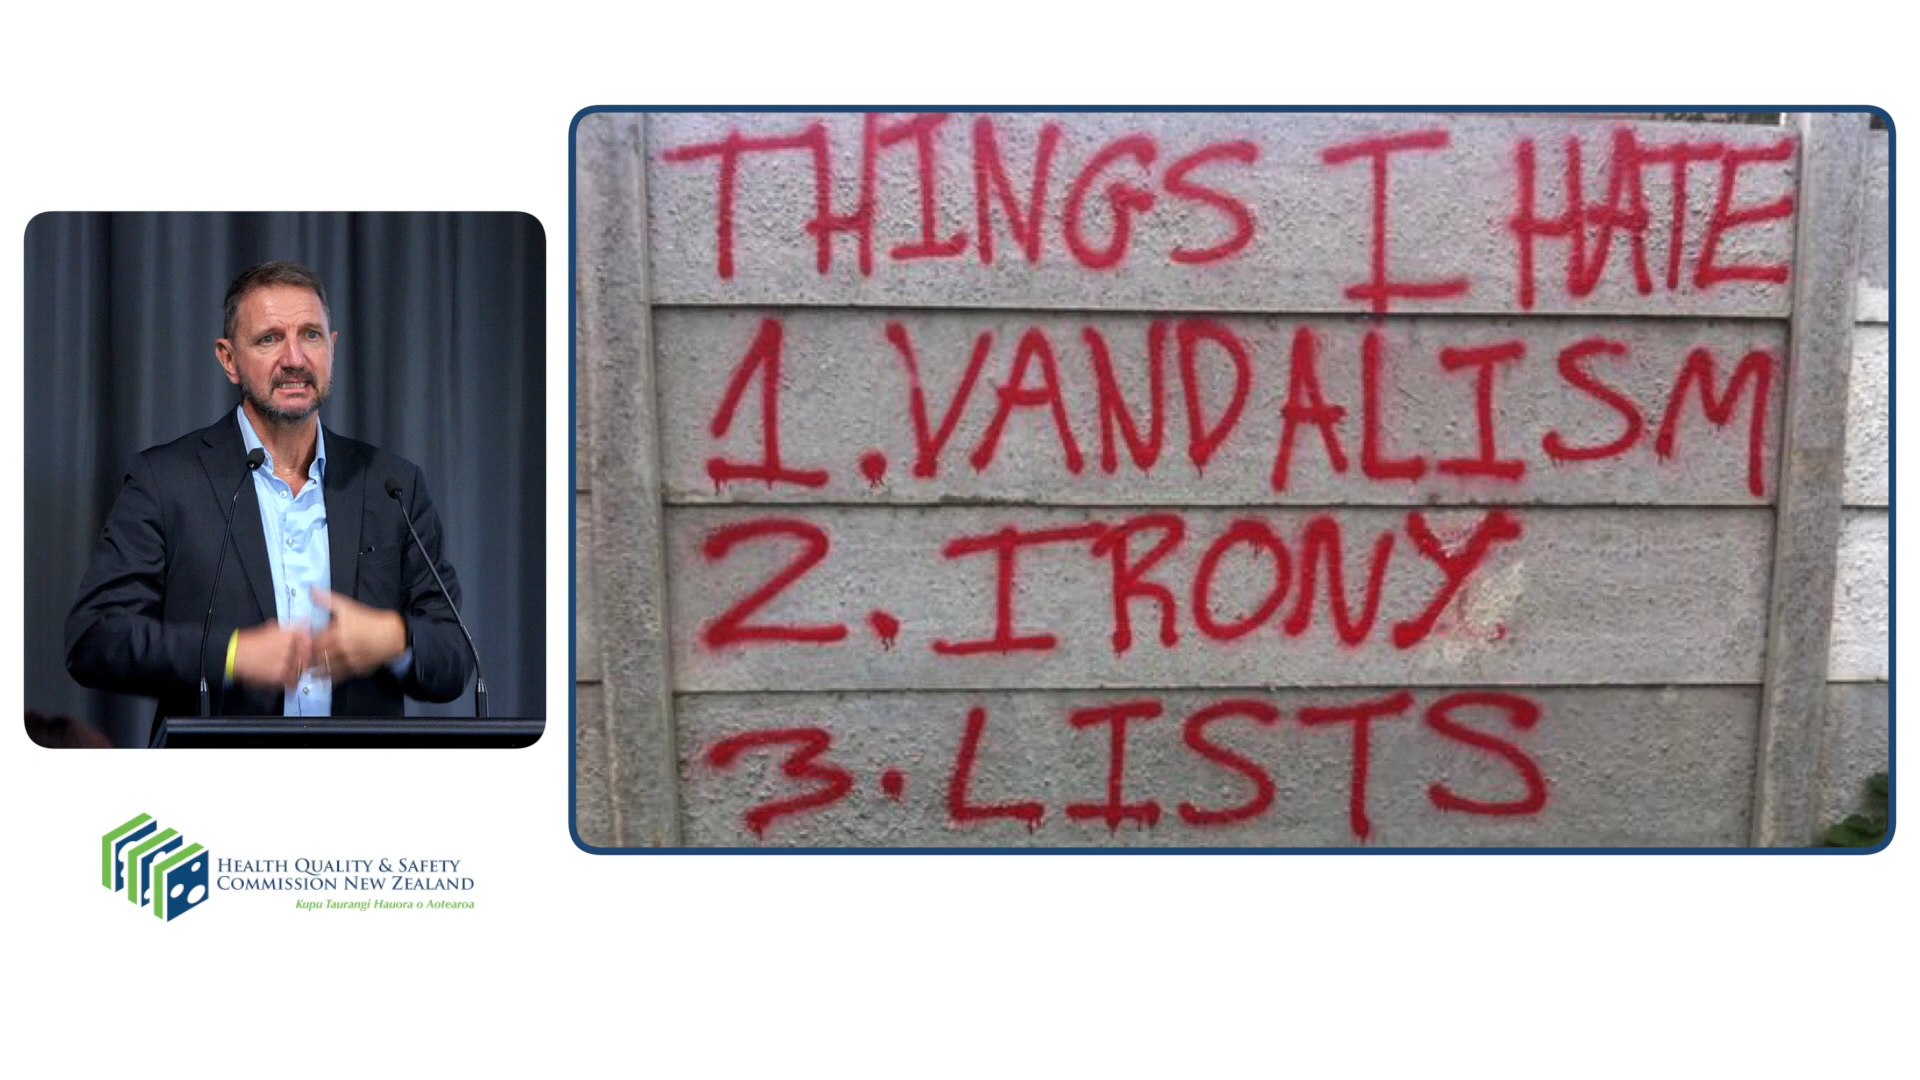 THINGS I HATE
1. VANDALISM
2. IRONY
3. LISTS
HEALTH QUALITY & SAFETY
COMMISSION NEW ZEALAND
Kupu Taurangi Hauora o Aotearoa